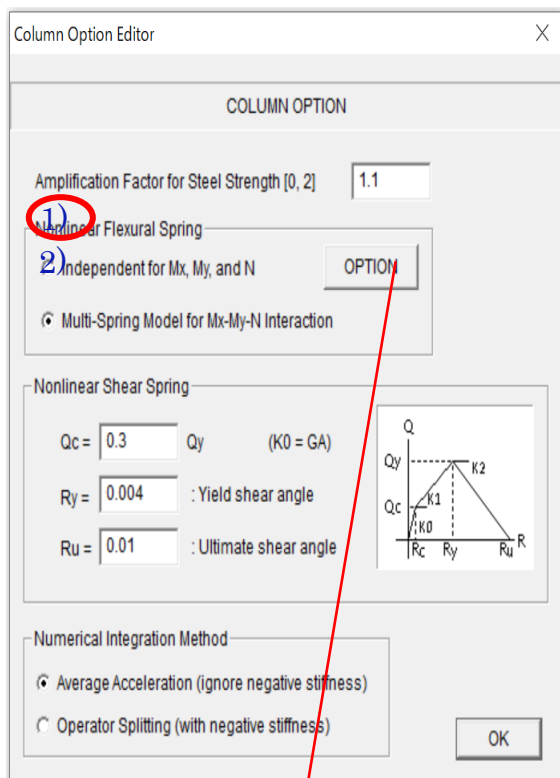 Column Option Editor
COLUMN OPTION
Amplification Factor for Steel Strength [0, 2] 1.1
1)
Nonlinear Flexural Spring
2)
Independent for Mx, My, and N OPTION
Multi-Spring Model for Mx-My-N Interaction
Nonlinear Shear Spring
Qc = 0.3 Qy (K0 = GA)
Ry = 0.004 : Yield shear angle
Ru = 0.01 : Ultimate shear angle
Q
Qy K2
Qc K1
K0
Rc Ry Ru R
Numerical Integration Method
Average Acceleration (ignore negative stiffness)
Operator Splitting (with negative stiffness)
OK